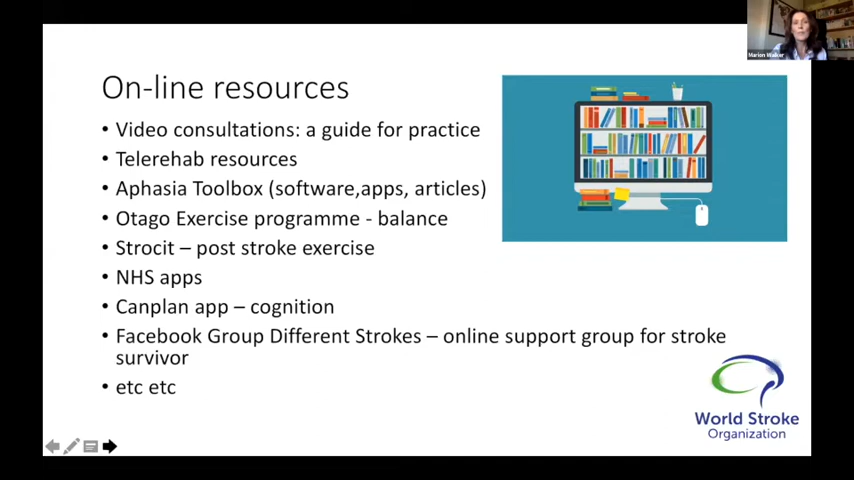 Marion Walker
On-line resources
• Video consultations: a guide for practice
• Telerehab resources
• Aphasia Toolbox (software,apps, articles)
• Otago Exercise programme - balance
• Strocit – post stroke exercise
• NHS apps
• Canplan app – cognition
• Facebook Group Different Strokes – online support group for stroke
survivor
• etc etc
World Stroke
Organization